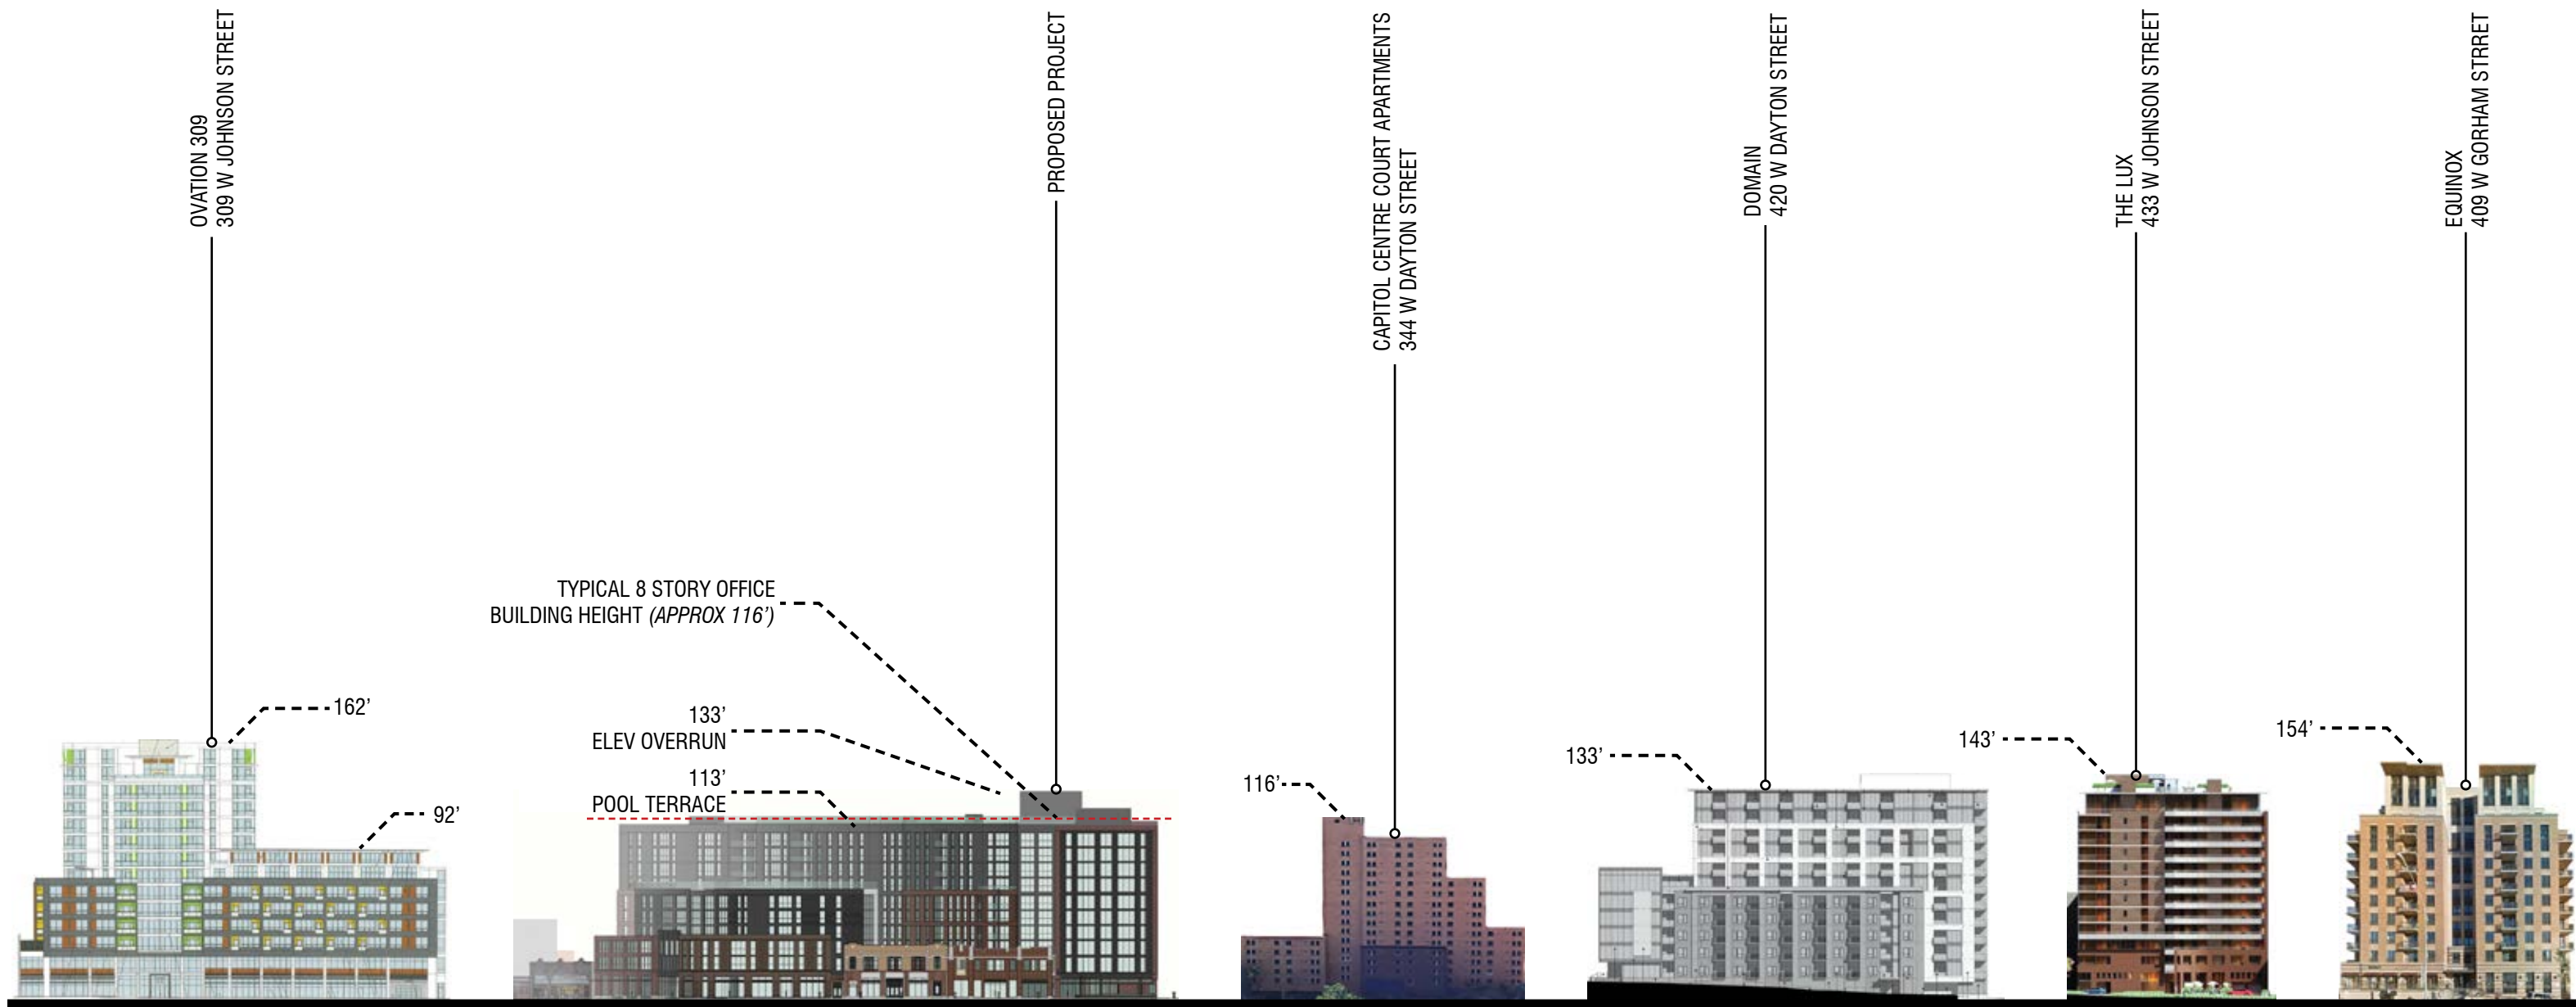 OVATION 309
309 W JOHNSON STREET
PROPOSED PROJECT
CAPITOL CENTRE COURT APARTMENTS
344 W DAYTON STREET
DOMAIN
420 W DAYTON STREET
THE LUX
433 W JOHNSON STREET
EQUINOX
409 W GORHAM STRRET
162’
92’
TYPICAL 8 STORY OFFICE
BUILDING HEIGHT (APPROX 116’)
133’
ELEV OVERRUN
113’
POOL TERRACE
116’
133’
143’
154’